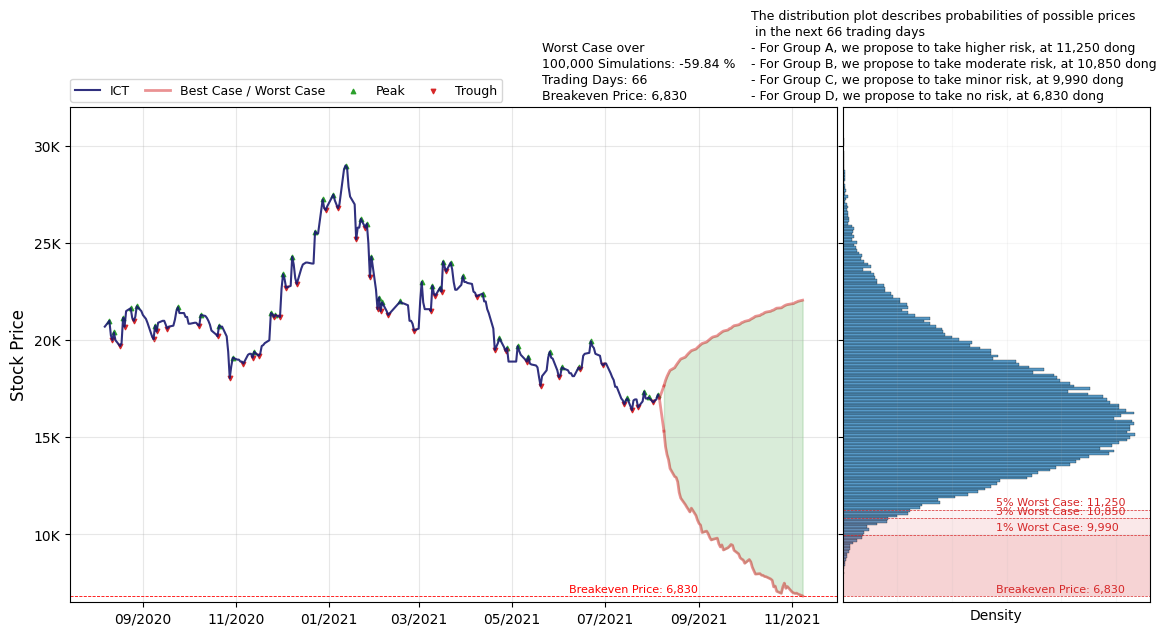 The distribution plot describes probabilities of possible prices
in the next 66 trading days
- For Group A, we propose to take higher risk, at 11,250 dong
- For Group B, we propose to take moderate risk, at 10,850 dong
- For Group C, we propose to take minor risk, at 9,990 dong
- For Group D, we propose to take no risk, at 6,830 dong
Worst Case over
100,000 Simulations: -59.84 %
Trading Days: 66
Breakeven Price: 6,830
ICT
Best Case / Worst Case
Peak
Trough
Stock Price
30K
25K
20K
15K
10K
Breakeven Price: 6,830
09/2020
11/2020
01/2021
03/2021
05/2021
07/2021
09/2021
11/2021
5% Worst Case: 11,250
3% Worst Case: 10,850
1% Worst Case: 9,990
Breakeven Price: 6,830
Density